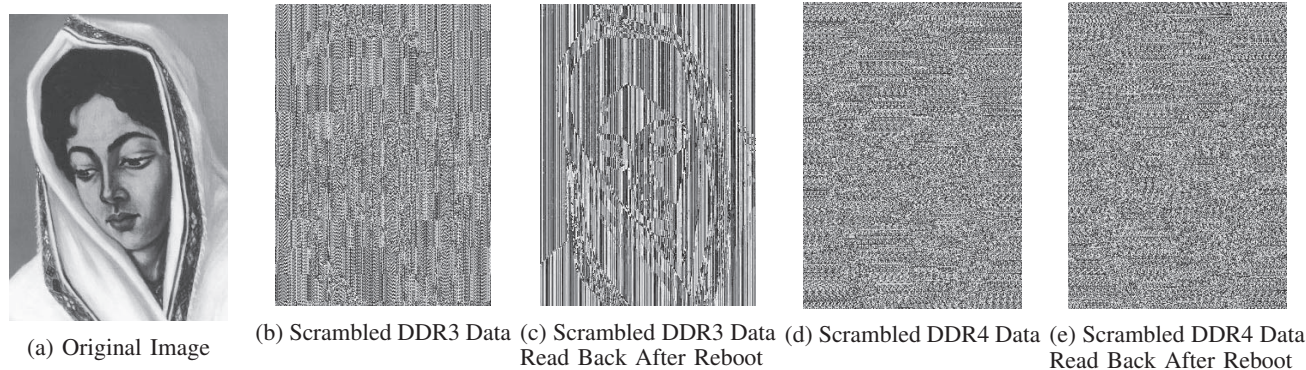 (a) Original Image
(b) Scrambled DDR3 Data
(c) Scrambled DDR3 Data
Read Back After Reboot
(d) Scrambled DDR4 Data
(e) Scrambled DDR4 Data
Read Back After Reboot